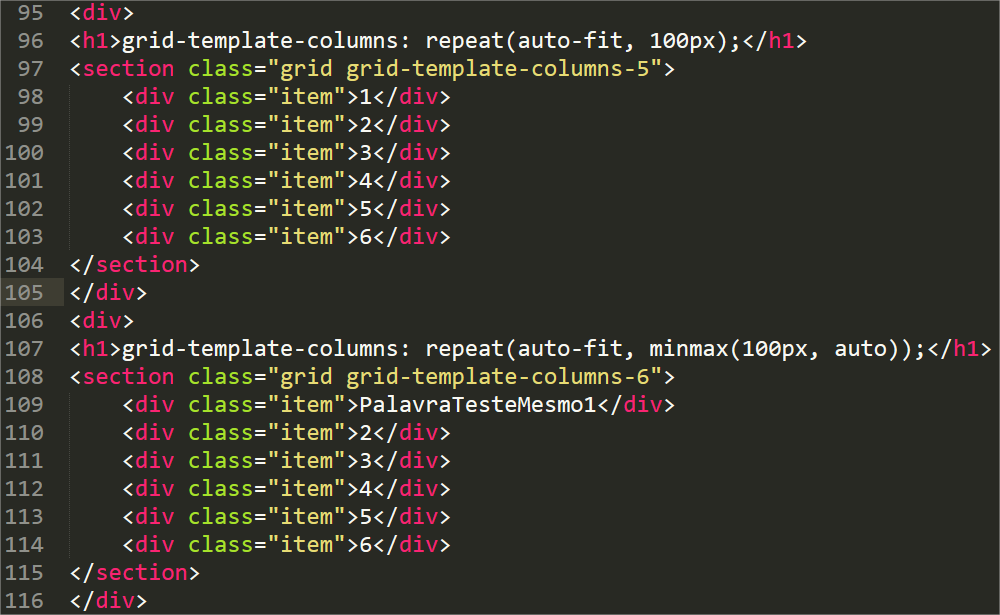 95 <div>
96 <h1>grid-template-columns: repeat(auto-fit, 100px);</h1>
97 <section class="grid grid-template-columns-5">
98     <div class="item">1</div>
99     <div class="item">2</div>
100     <div class="item">3</div>
101     <div class="item">4</div>
102     <div class="item">5</div>
103     <div class="item">6</div>
104 </section>
105 </div>
106 <div>
107 <h1>grid-template-columns: repeat(auto-fit, minmax(100px, auto));</h1>
108 <section class="grid grid-template-columns-6">
109     <div class="item">PalavraTesteMesmo1</div>
110     <div class="item">2</div>
111     <div class="item">3</div>
112     <div class="item">4</div>
113     <div class="item">5</div>
114     <div class="item">6</div>
115 </section>
116 </div>